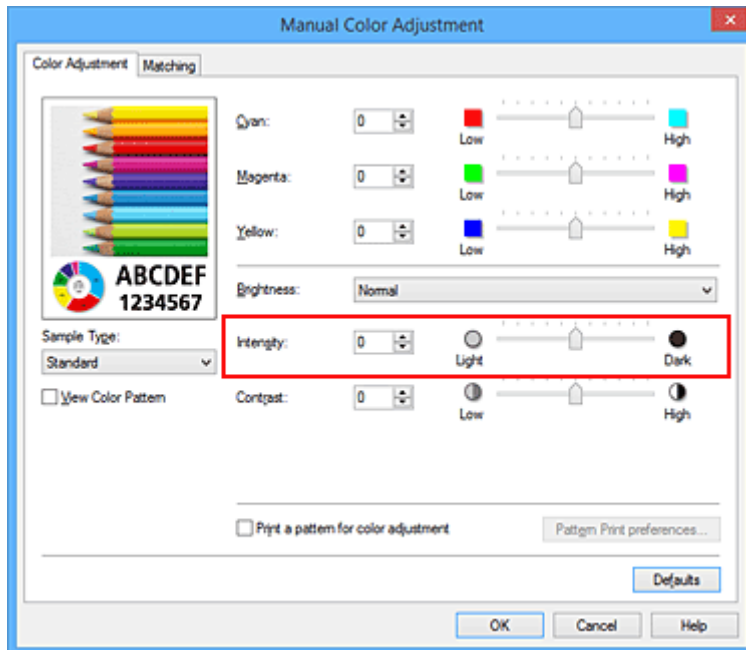 Manual Color Adjustment
Color Adjustment
Matching
Cyan: 0
Low High
Magenta: 0
Low High
Yellow: 0
Low High
ABCDEF
1234567
Brightness: Normal
Sample Type:
Standard
Intensity: 0
Light Dark
View Color Pattern
Contrast: 0
Low High
Print a pattern for color adjustment
Pattern Print preferences...
Defaults
OK Cancel Help